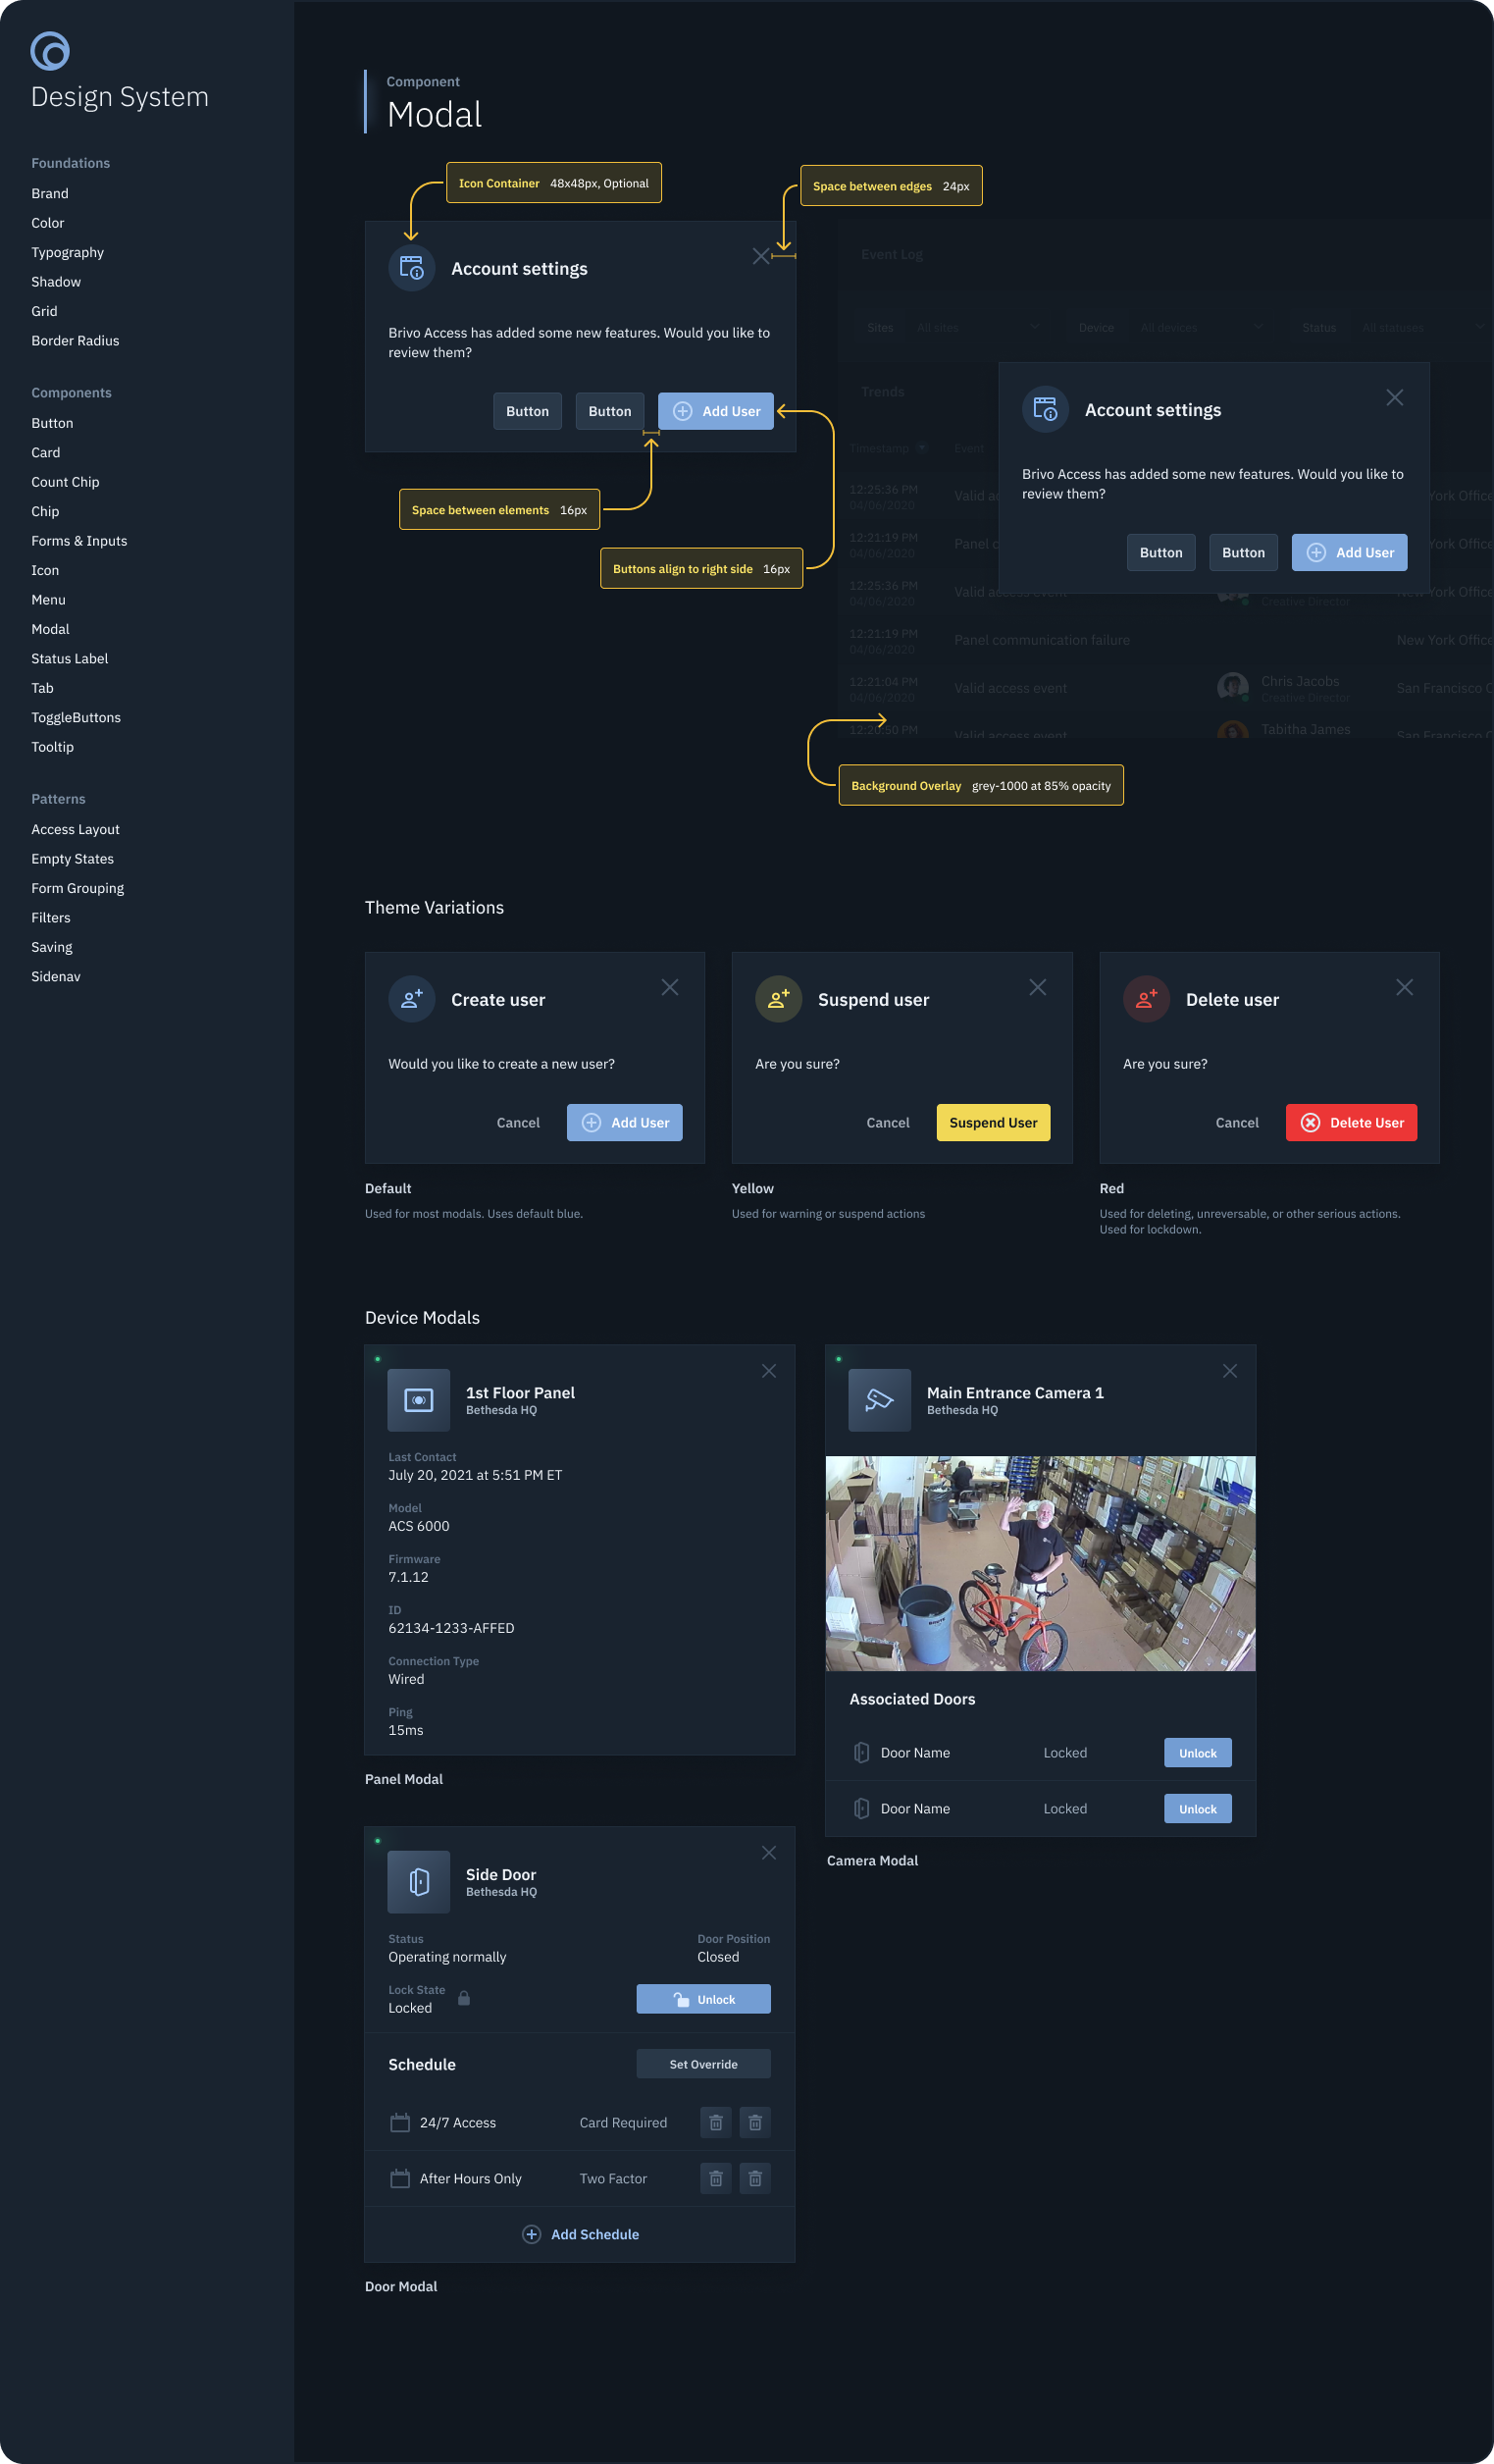 Design System
Foundations
Brand
Color
Typography
Shadow
Grid
Border Radius
Components
Button
Card
Count Chip
Chip
Forms & Inputs
Icon
Menu
Modal
Status Label
Tab
ToggleButtons
Tooltip
Patterns
Access Layout
Empty States
Form Grouping
Filters
Saving
Sidenav
Component
Modal
Icon Container 48x48px, Optional
Space between edges 24px
Account settings
Brivo Access has added some new features. Would you like to
review them?
Button Button Add User
Space between elements 16px
Buttons align to right side 16px
Event Log
Sites All sites Device All devices Status All statuses
Trends
Timestamp Event
12:25:36 PM
04/06/2020
Valid
York Office
12:21:19 PM
04/06/2020
Panel
York Office
12:25:36 PM
04/06/2020
Valid access event
Creative Director
New York Office
12:21:19 PM
04/06/2020
Panel communication failure
New York Office
12:21:04 PM
04/06/2020
Valid access event
Chris Jacobs
Creative Director
San Francisco
12:20:50 PM
Valid access event
Tabitha James
San Francisco
Account settings
Brivo Access has added some new features. Would you like to
review them?
Button Button Add User
Background Overlay grey-1000 at 85% opacity
Theme Variations
Create user
Would you like to create a new user?
Cancel Add User
Default
Used for most modals. Uses default blue.
Suspend user
Are you sure?
Cancel Suspend User
Yellow
Used for warning or suspend actions
Delete user
Are you sure?
Cancel Delete User
Red
Used for deleting, unreversable, or other serious actions.
Used for lockdown.
Device Modals
1st Floor Panel
Bethesda HQ
Last Contact
July 20, 2021 at 5:51 PM ET
Model
ACS 6000
Firmware
7.1.12
ID
62134-1233-AFFED
Connection Type
Wired
Ping
15ms
Panel Modal
Main Entrance Camera 1
Bethesda HQ
Associated Doors
Door Name Locked Unlock
Door Name Locked Unlock
Camera Modal
Side Door
Bethesda HQ
Status
Operating normally
Door Position
Closed
Lock State
Locked
Unlock
Schedule
Set Override
24/7 Access Card Required
After Hours Only Two Factor
Add Schedule
Door Modal